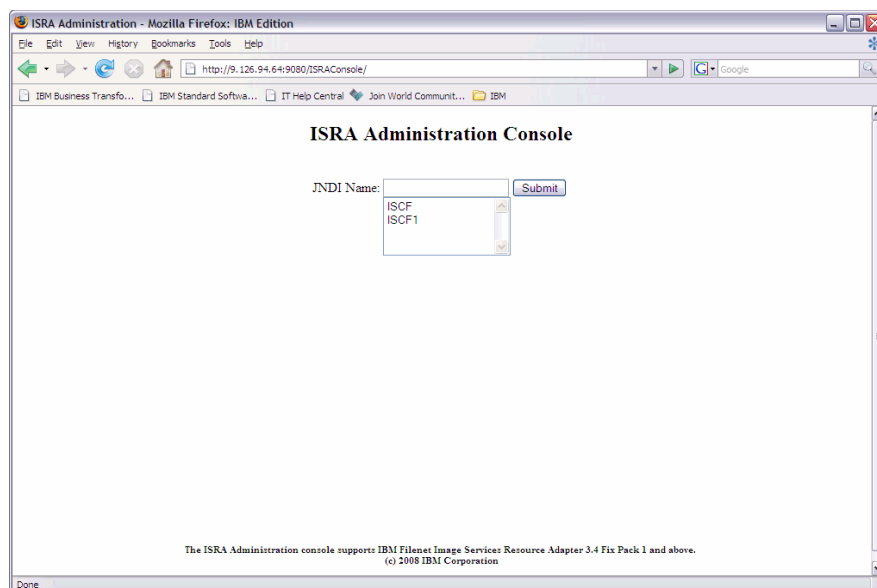 ISRA Administration - Mozilla Firefox: IBM Edition
File Edit View History Bookmarks Tools Help
http://9.126.94.64:9080/ISRAConsole/
Google
IBM Business Transfo... IBM Standard Softwa... IT Help Central Join World Communit... IBM
ISRA Administration Console
JNDI Name: Submit
ISCF
ISCF1
The ISRA Administration console supports IBM Filenet Image Services Resource Adapter 3.4 Fix Pack 1 and above.
(c) 2008 IBM Corporation
Done